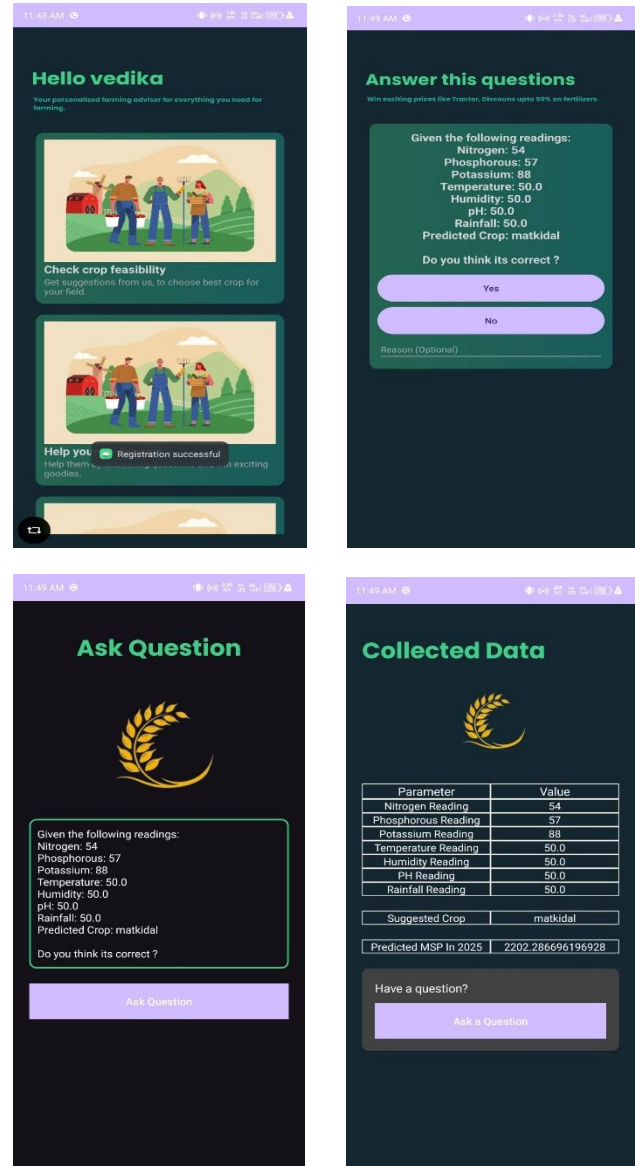 11:48 AM
Hello vedika
Your personalized farming advisor for everything you need for
farming.
Check crop feasibility
Get suggestions from us, to choose best crop for
your field.
Help you
Registration successful
Help them
exciting
goodies.
11:49 AM
Answer this questions
Win exciting prices like Tractor, Discouns upto 50% on fertilizers.
Given the following readings:
Nitrogen: 54
Phosphorous: 57
Potassium: 88
Temperature: 50.0
Humidity: 50.0
pH: 50.0
Rainfall: 50.0
Predicted Crop: matkidal
Do you think its correct ?
Yes
No
Reason (Optional)
11:49 AM
Ask Question
Given the following readings:
Nitrogen: 54
Phosphorous: 57
Potassium: 88
Temperature: 50.0
Humidity: 50.0
pH: 50.0
Rainfall: 50.0
Predicted Crop: matkidal
Do you think its correct ?
Ask Question
11:49 AM
Collected Data
Parameter Value
Nitrogen Reading 54
Phosphorous Reading 57
Potassium Reading 88
Temperature Reading 50.0
Humidity Reading 50.0
PH Reading 50.0
Rainfall Reading 50.0
Suggested Crop matkidal
Predicted MSP In 2025 2202.286696196928
Have a question?
Ask a Question